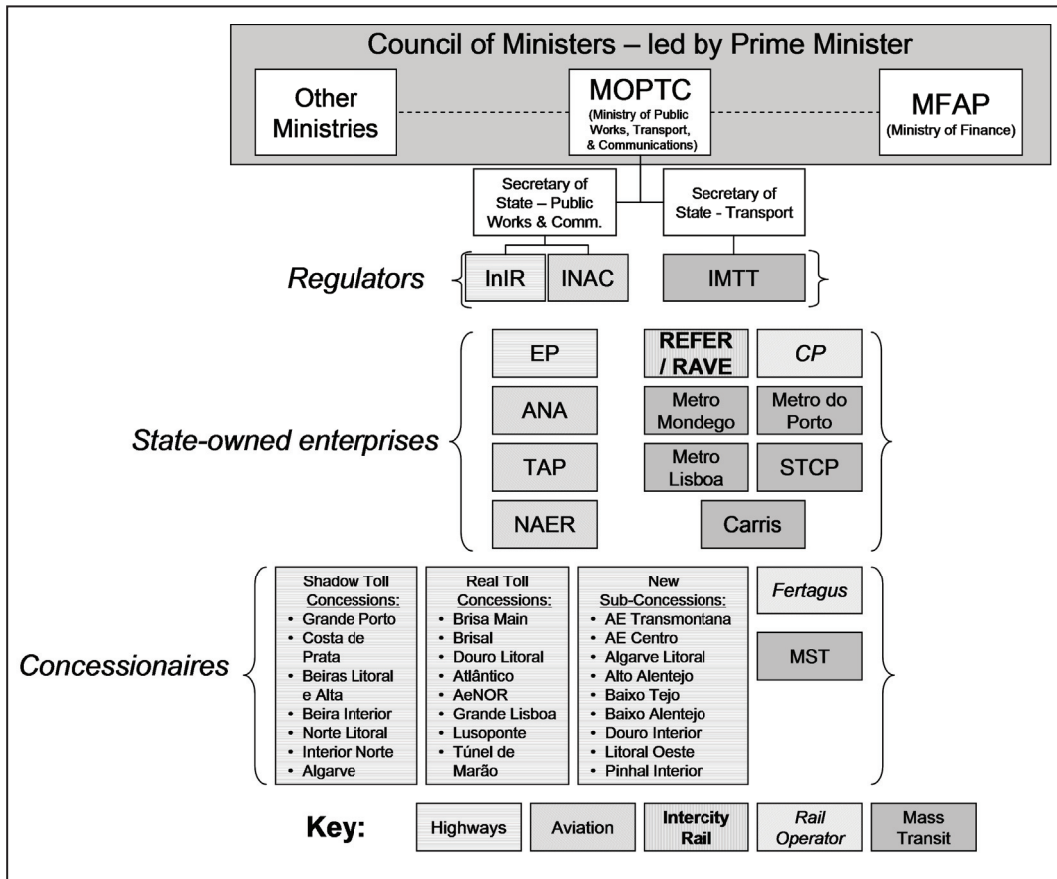 Council of Ministers – led by Prime Minister
Other
Ministries
MOPTC
(Ministry of Public
Works, Transport,
& Communications)
MFAP
(Ministry of Finance)
Secretary of
State – Public
Works & Comm.
Secretary of
State - Transport
Regulators
InIR
INAC
IMTT
State-owned enterprises
EP
REFER
/ RAVE
CP
ANA
Metro
Mondego
Metro do
Porto
TAP
Metro
Lisboa
STCP
NAER
Carris
Concessionaires
Shadow Toll
Concessions:
• Grande Porto
• Costa de
Prata
• Beiras Litoral
e Alta
• Beira Interior
• Norte Litoral
• Interior Norte
• Algarve
Real Toll
Concessions:
• Brisa Main
• Brisal
• Douro Litoral
• Atlântico
• AeNOR
• Grande Lisboa
• Lusoponte
• Túnel de
Marão
New
Sub-Concessions:
• AE Transmontana
• AE Centro
• Algarve Litoral
• Alto Alentejo
• Baixo Tejo
• Baixo Alentejo
• Douro Interior
• Litoral Oeste
• Pinhal Interior
Fertagus
MST
Key:
Highways
Aviation
Intercity
Rail
Rail
Operator
Mass
Transit